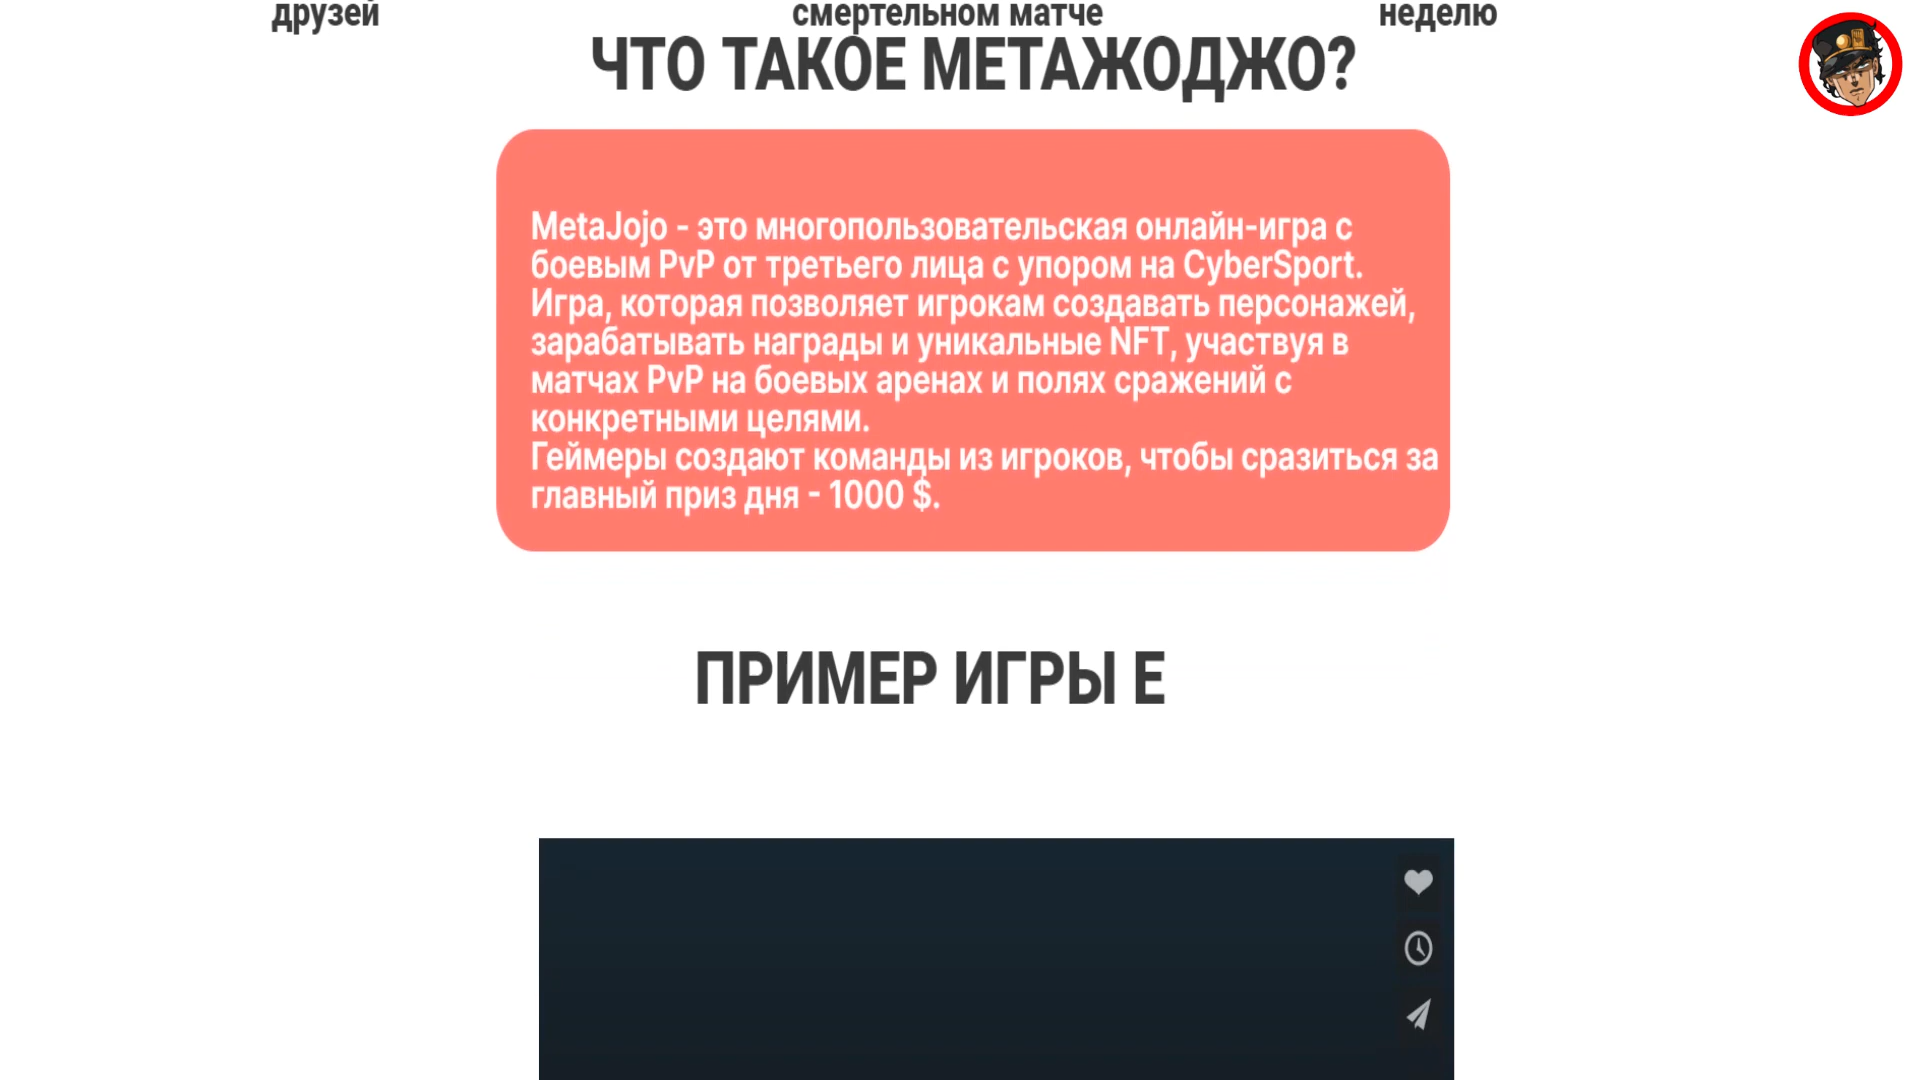 друзей смертельном матче неделю
ЧТО ТАКОЕ МЕТАЖОДЖО?
MetaJojo - это многопользовательская онлайн-игра с
боевым PvP от третьего лица с упором на CyberSport.
Игра, которая позволяет игрокам создавать персонажей,
зарабатывать награды и уникальные NFT, участвуя в
матчах PvP на боевых аренах и полях сражений с
конкретными целями.
Геймеры создают команды из игроков, чтобы сразиться за
главный приз дня - 1000 $.
ПРИМЕР ИГРЫ Е